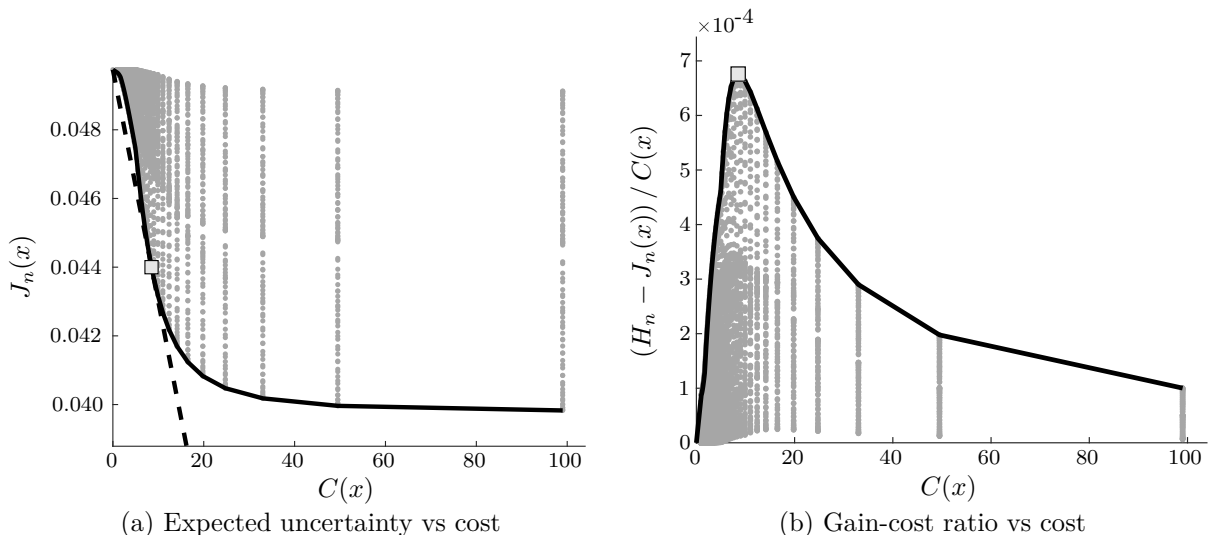 0.048
0.046
0.044
0.042
0.040
J_n(x)
0 20 40 60 80 100
C(x)
(a) Expected uncertainty vs cost
×10⁻⁴
7
6
5
4
3
2
1
0
(H_n − J_n(x)) / C(x)
0 20 40 60 80 100
C(x)
(b) Gain-cost ratio vs cost